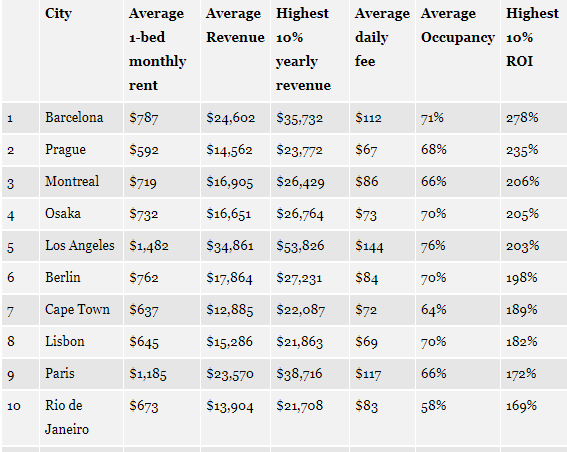 City Average 1-bed monthly rent Average Revenue Highest 10% yearly revenue Average daily fee Average Occupancy Highest 10% ROI
1 Barcelona $787 $24,602 $35,732 $112 71% 278%
2 Prague $592 $14,562 $23,772 $67 68% 235%
3 Montreal $719 $16,905 $26,429 $86 66% 206%
4 Osaka $732 $16,651 $26,764 $73 70% 205%
5 Los Angeles $1,482 $34,861 $53,826 $144 76% 203%
6 Berlin $762 $17,864 $27,231 $84 70% 198%
7 Cape Town $637 $12,885 $22,087 $72 64% 189%
8 Lisbon $645 $15,286 $21,863 $69 70% 182%
9 Paris $1,185 $23,570 $38,716 $117 66% 172%
10 Rio de Janeiro $673 $13,904 $21,708 $83 58% 169%